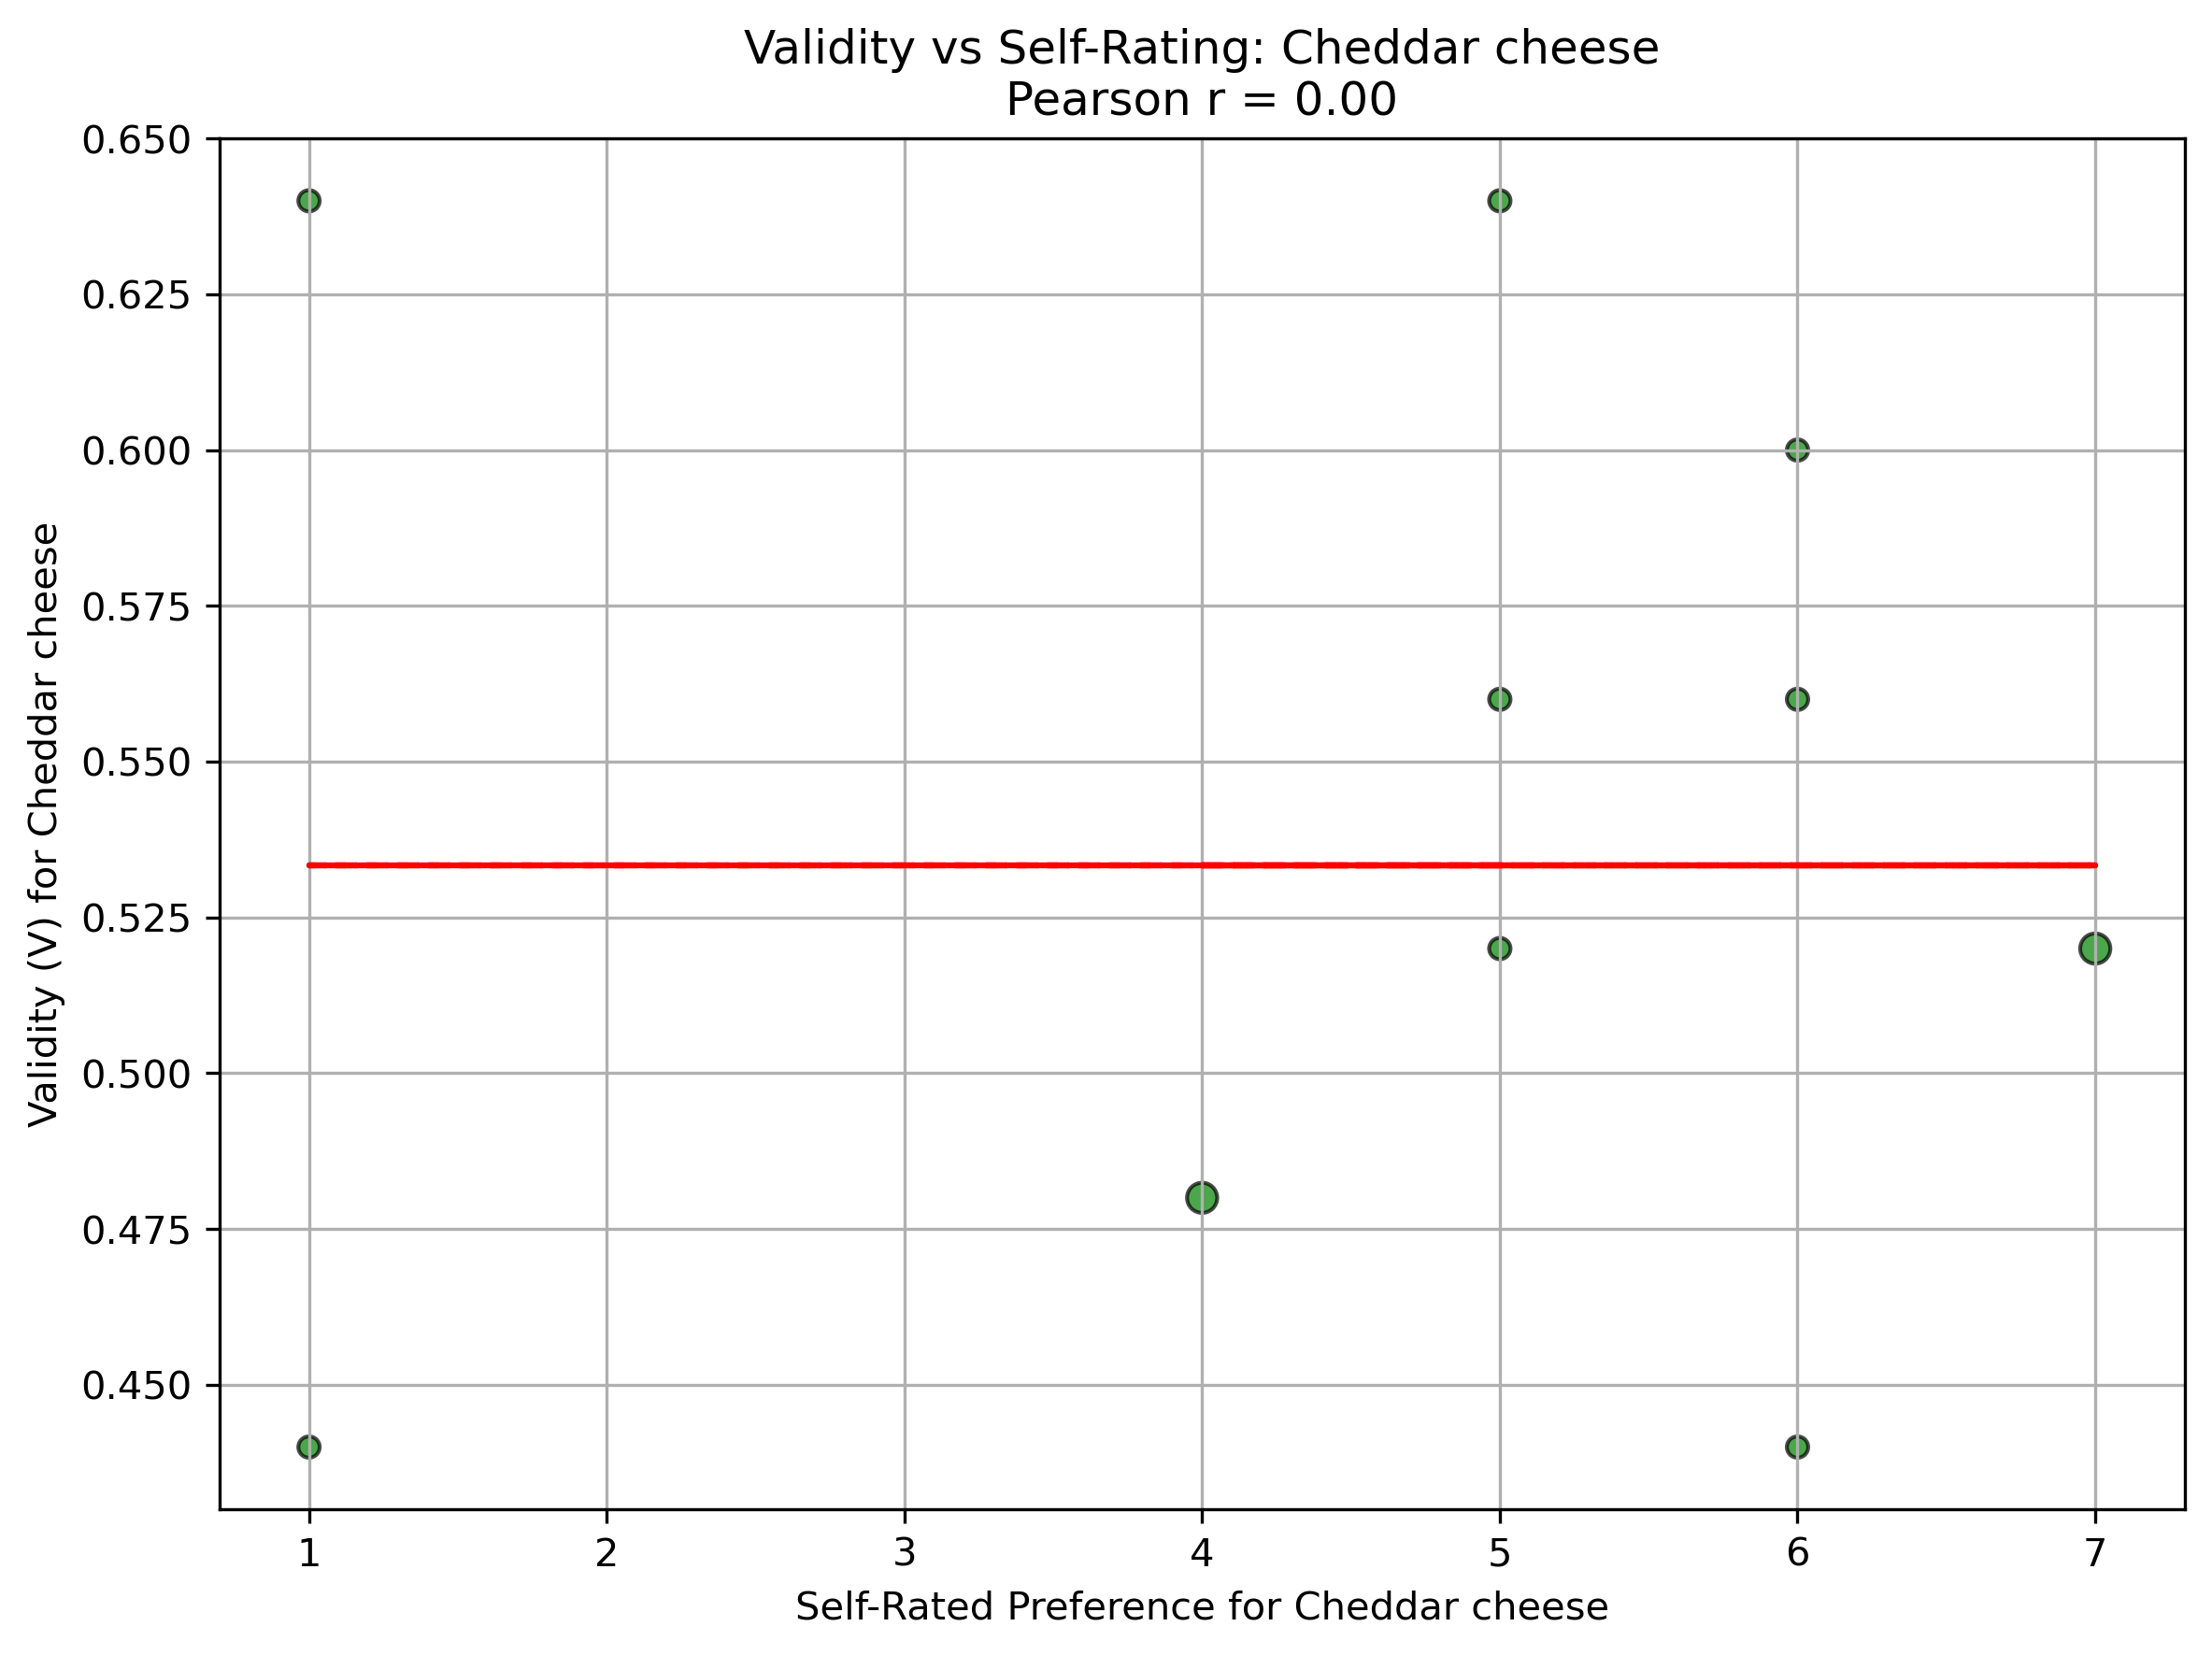 Validity vs Self-Rating: Cheddar cheese
Pearson r = 0.00
0.650
0.625
0.600
0.575
0.550
0.525
0.500
0.475
0.450
Validity (V) for Cheddar cheese
1 2 3 4 5 6 7
Self-Rated Preference for Cheddar cheese